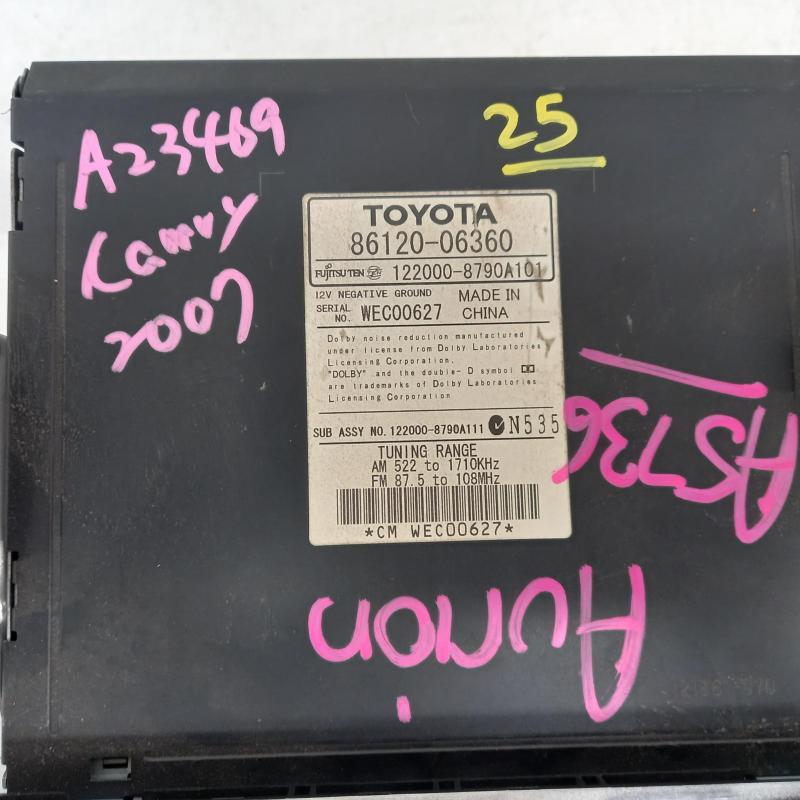 A23469
Camry
2007
25
TOYOTA
86120-06360
FUJITSU TEN 122000-8790A101
12V NEGATIVE GROUND MADE IN
SERIAL NO. WEC00627 CHINA
Dolby noise reduction manufactured
under license from Dolby Laboratories
Licensing Corporation.
"DOLBY" and the double- D symbol
are trademarks of Dolby Laboratories
Licensing Corporation
SUB ASSY NO. 122000-8790A111 N535
TUNING RANGE
AM 522 to 1710KHz
FM 87.5 to 108MHz
*CM WEC00627*
A5736
Aurion